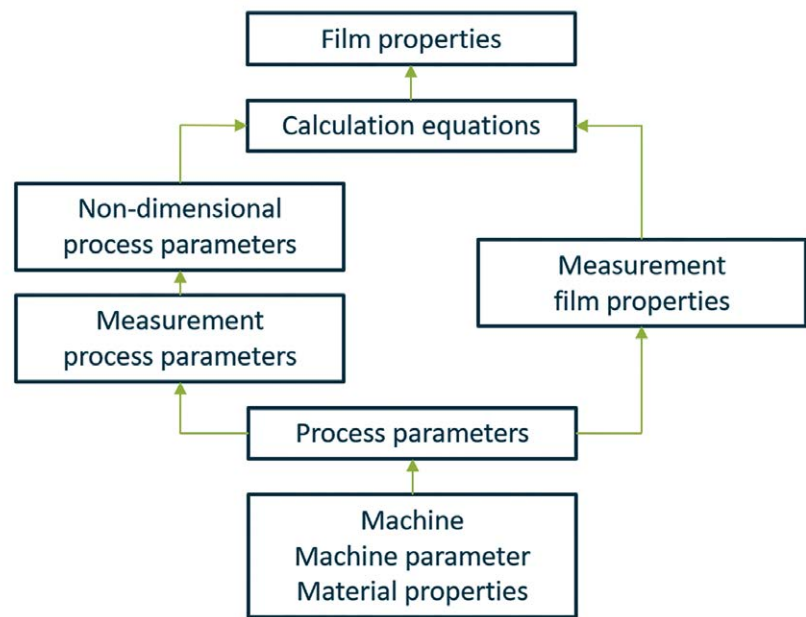 Film properties
Calculation equations
Non-dimensional
process parameters
Measurement
film properties
Measurement
process parameters
Process parameters
Machine
Machine parameter
Material properties